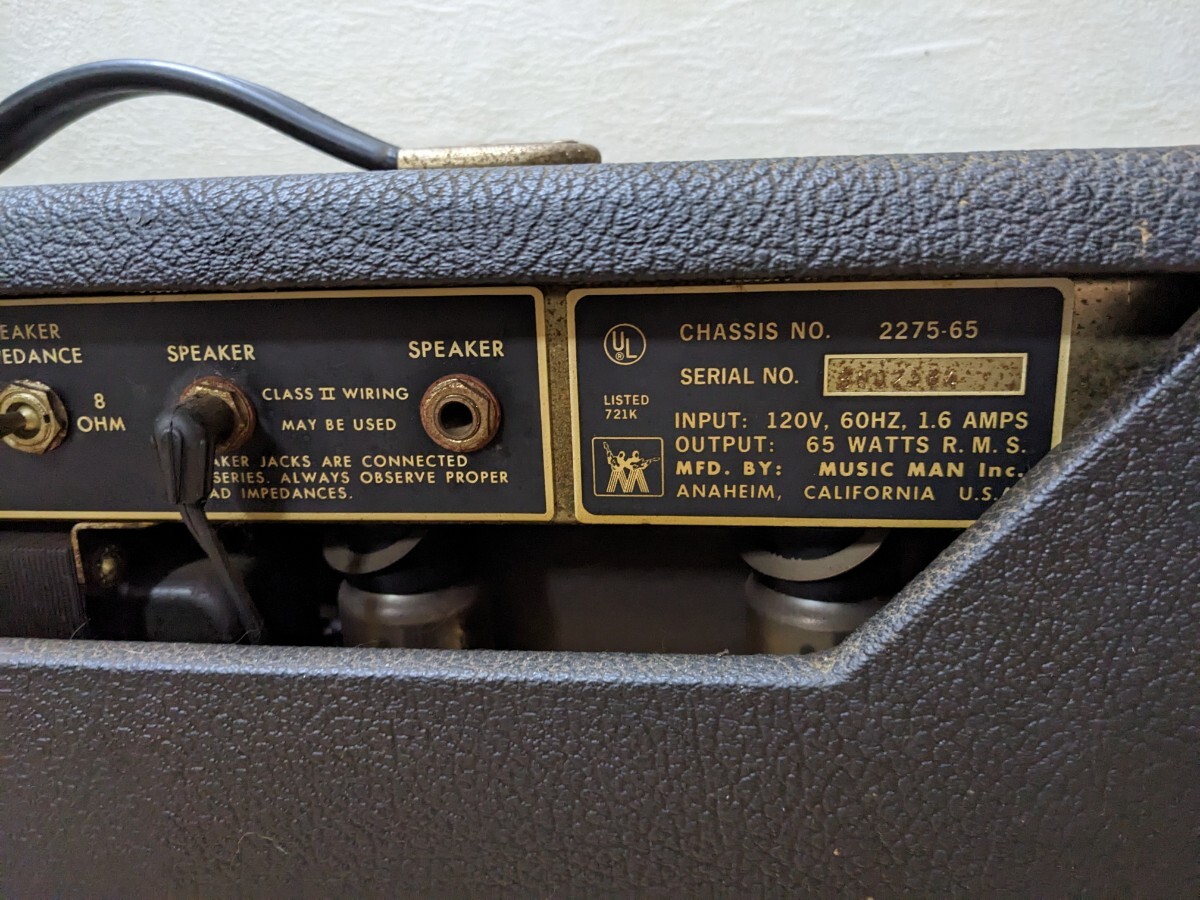 EAKER
EDANCE
8
OHM
SPEAKER
CLASS II WIRING
MAY BE USED
SPEAKER
AKER JACKS ARE CONNECTED
SERIES. ALWAYS OBSERVE PROPER
AD IMPEDANCES.
UL
®
LISTED
721K
CHASSIS NO. 2275-65
SERIAL NO.
INPUT: 120V, 60HZ, 1.6 AMPS
OUTPUT: 65 WATTS R.M.S.
MFD. BY: MUSIC MAN Inc.
ANAHEIM, CALIFORNIA U.S.